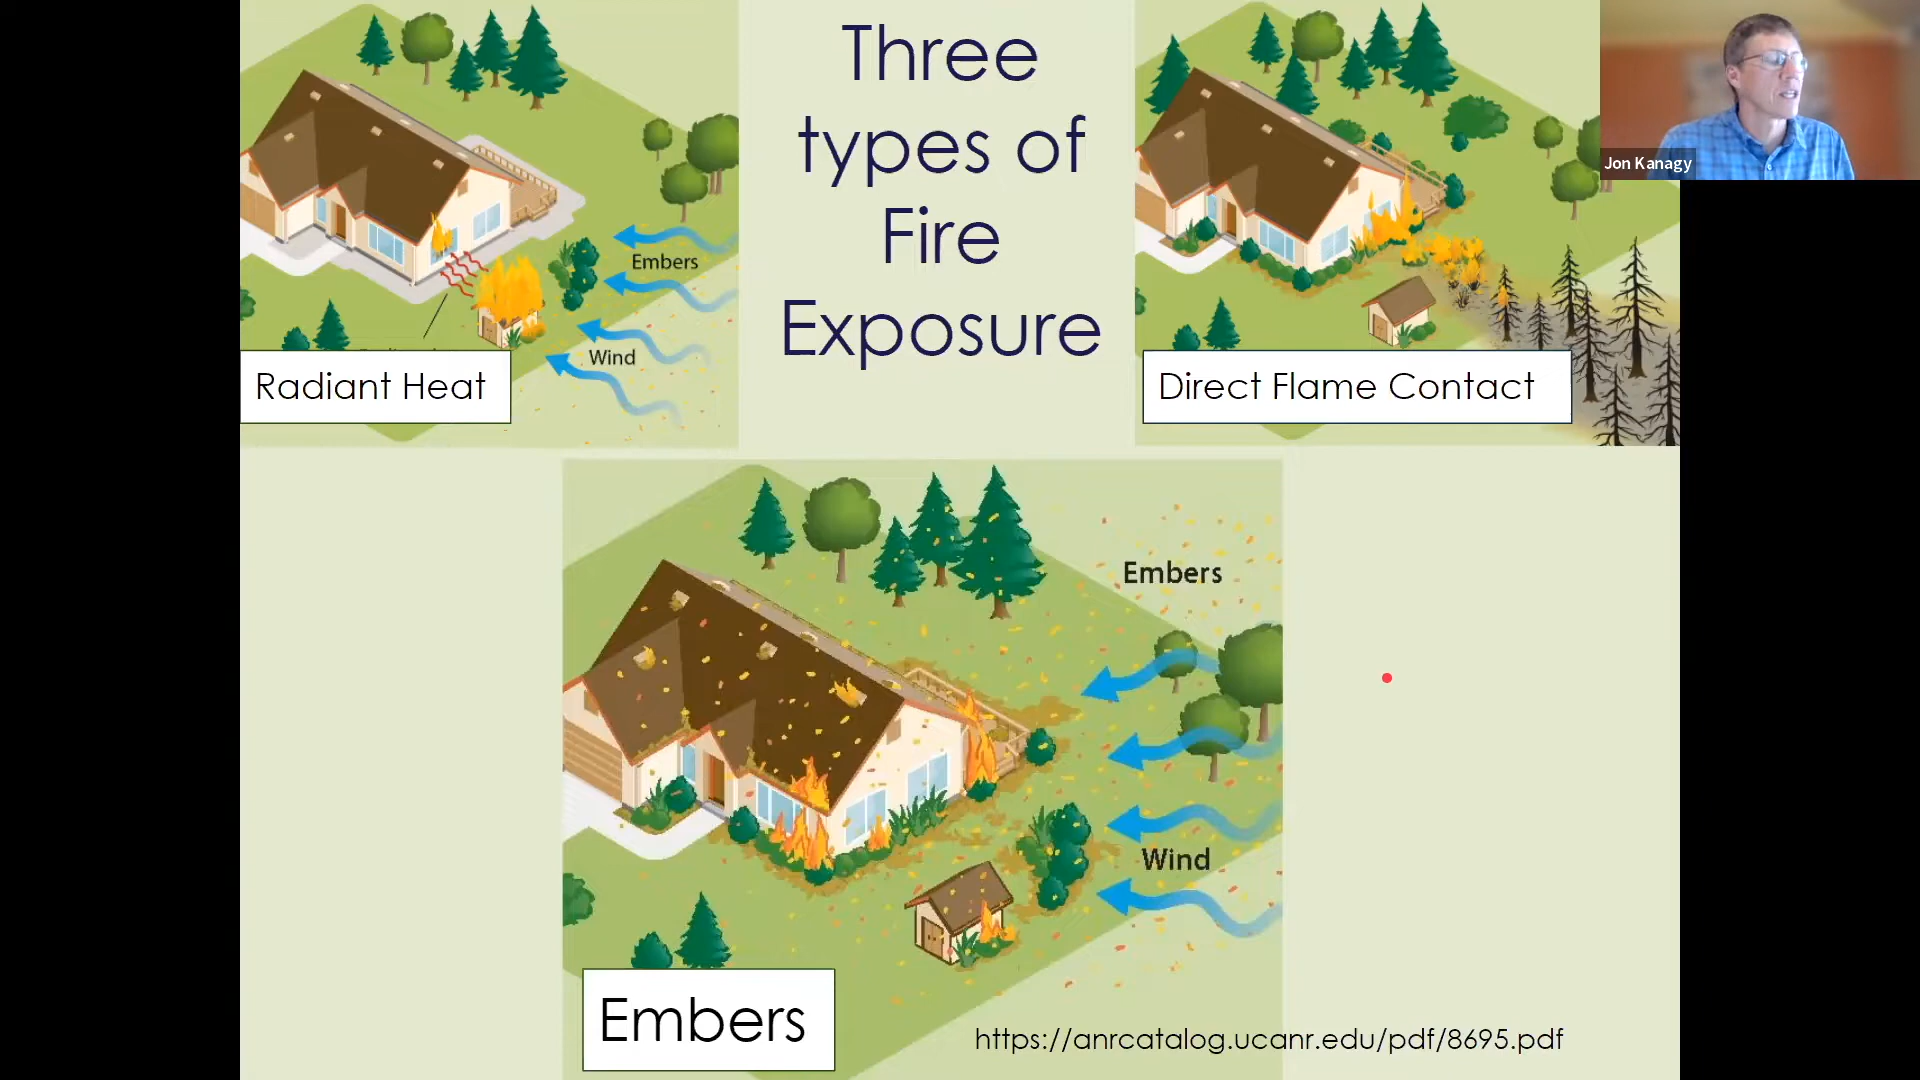 Three
types of
Fire
Exposure
Jon Kanagy
Embers
Wind
Radiant Heat
Direct Flame Contact
Embers
Wind
Embers
https://anrcatalog.ucanr.edu/pdf/8695.pdf